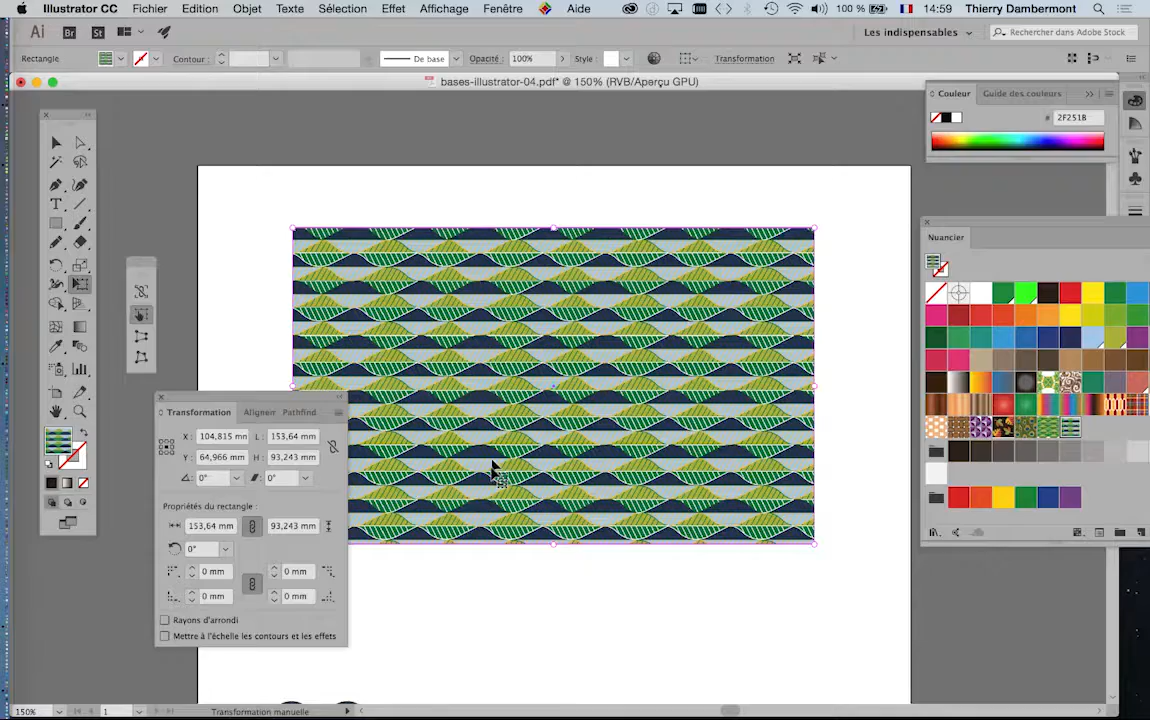 Illustrator CC Fichier Edition Objet Texte Sélection Effet Affichage Fenêtre Aide 100 % 14:59 Thierry Dambermont
Ai Br St Les indispensables Rechercher dans Adobe Stock
Rectangle Contour : De base Opacité : 100% Style : Transformation
bases-illustrator-04.pdf* @ 150% (RVB/Aperçu GPU)
Couleur Guide des couleurs
# 2F251B
Nuancier
Transformation Alignem Pathfind
X : 104,815 mm L : 153,64 mm
Y : 64,966 mm H : 93,243 mm
0° 0°
Propriétés du rectangle :
153,64 mm 93,243 mm
0°
0 mm 0 mm
0 mm 0 mm
Rayons d'arrondi
Mettre à l'échelle les contours et les effets
150% 1 Transformation manuelle